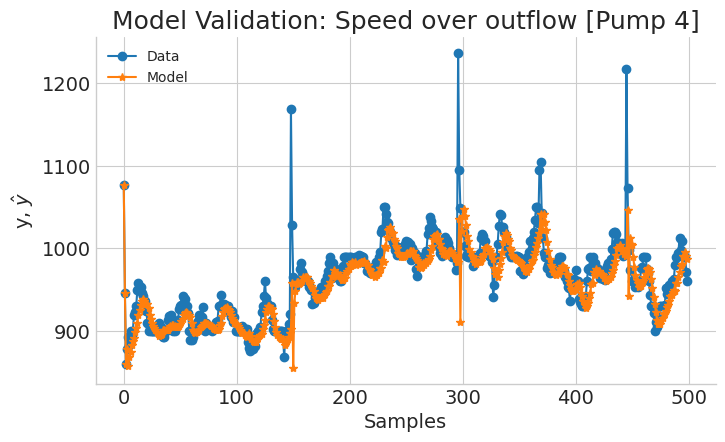 Model Validation: Speed over outflow [Pump 4]
Data
Model
1200
1100
1000
900
y, ŷ
0 100 200 300 400 500
Samples